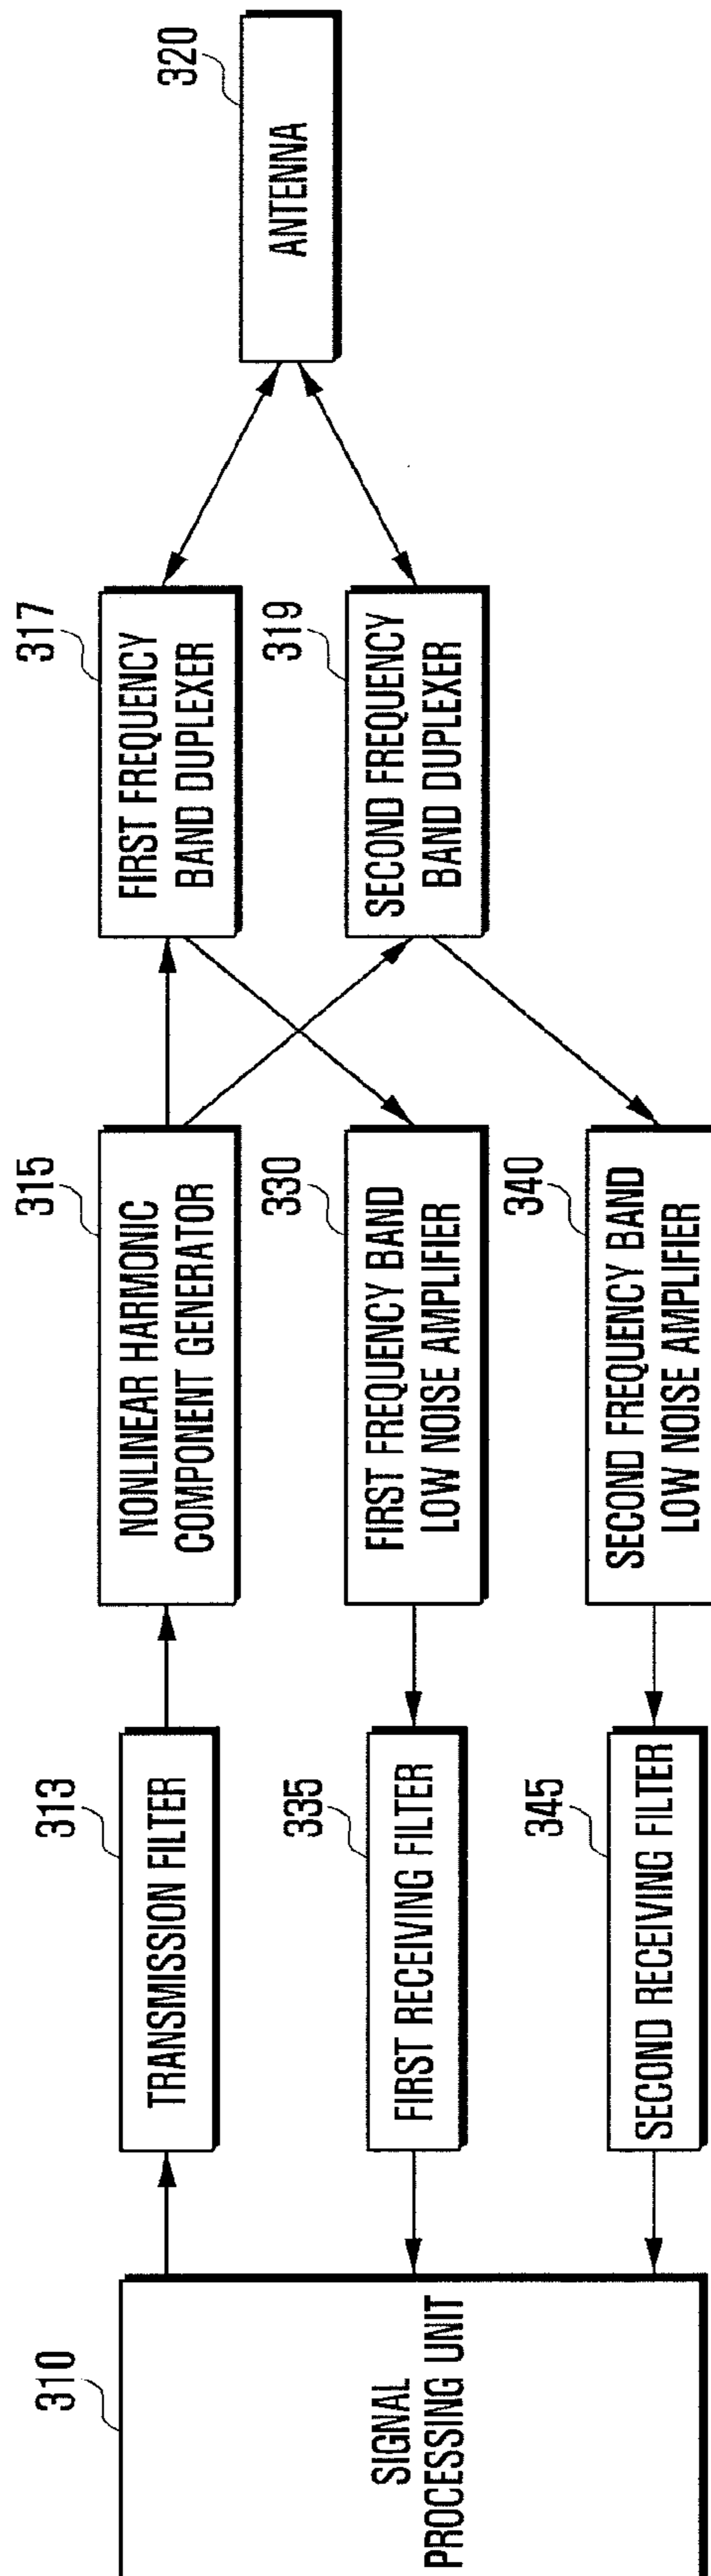 310
SIGNAL
PROCESSING UNIT
313
TRANSMISSION FILTER
315
NONLINEAR HARMONIC
COMPONENT GENERATOR
317
FIRST FREQUENCY
BAND DUPLEXER
320
ANTENNA
319
SECOND FREQUENCY
BAND DUPLEXER
335
FIRST RECEIVING FILTER
330
FIRST FREQUENCY BAND
LOW NOISE AMPLIFIER
345
SECOND RECEIVING FILTER
340
SECOND FREQUENCY BAND
LOW NOISE AMPLIFIER